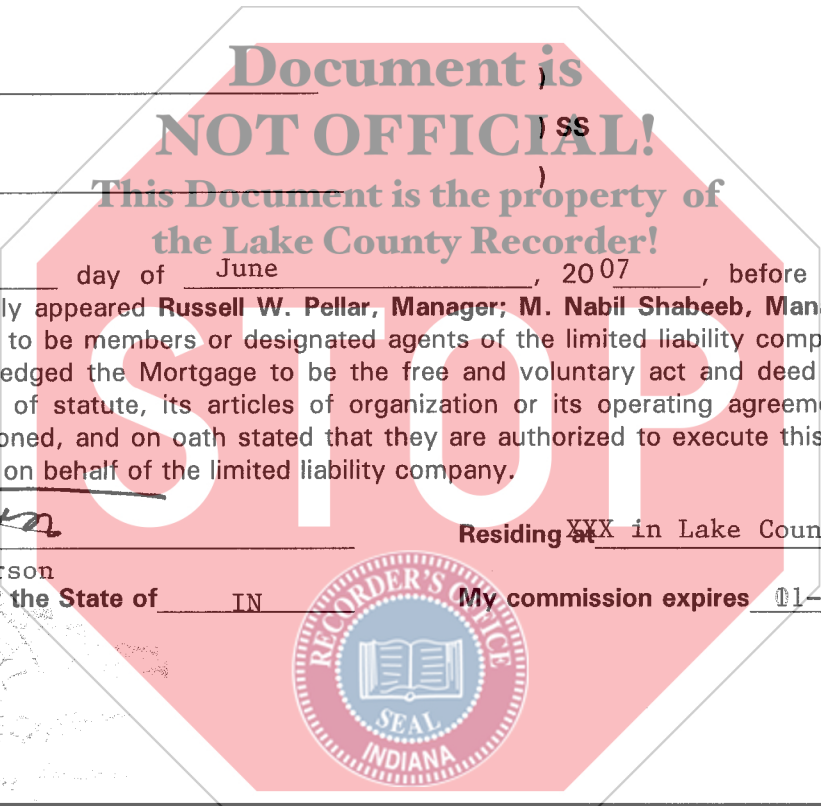 Document is
)
NOT OFFICIAL!
) SS
This Document is the property of
)
the Lake County Recorder!
day of June, 2007, before
ly appeared Russell W. Pellar, Manager; M. Nabil Shabeeb, Mana
to be members or designated agents of the limited liability comp
edged the Mortgage to be the free and voluntary act and deed
of statute, its articles of organization or its operating agreeme
oned, and on oath stated that they are authorized to execute this
on behalf of the limited liability company.
STOP
Residing at XXX in Lake Coun
rson
the State of IN My commission expires 01-
RECORDER'S OFFICE
SEAL
INDIANA